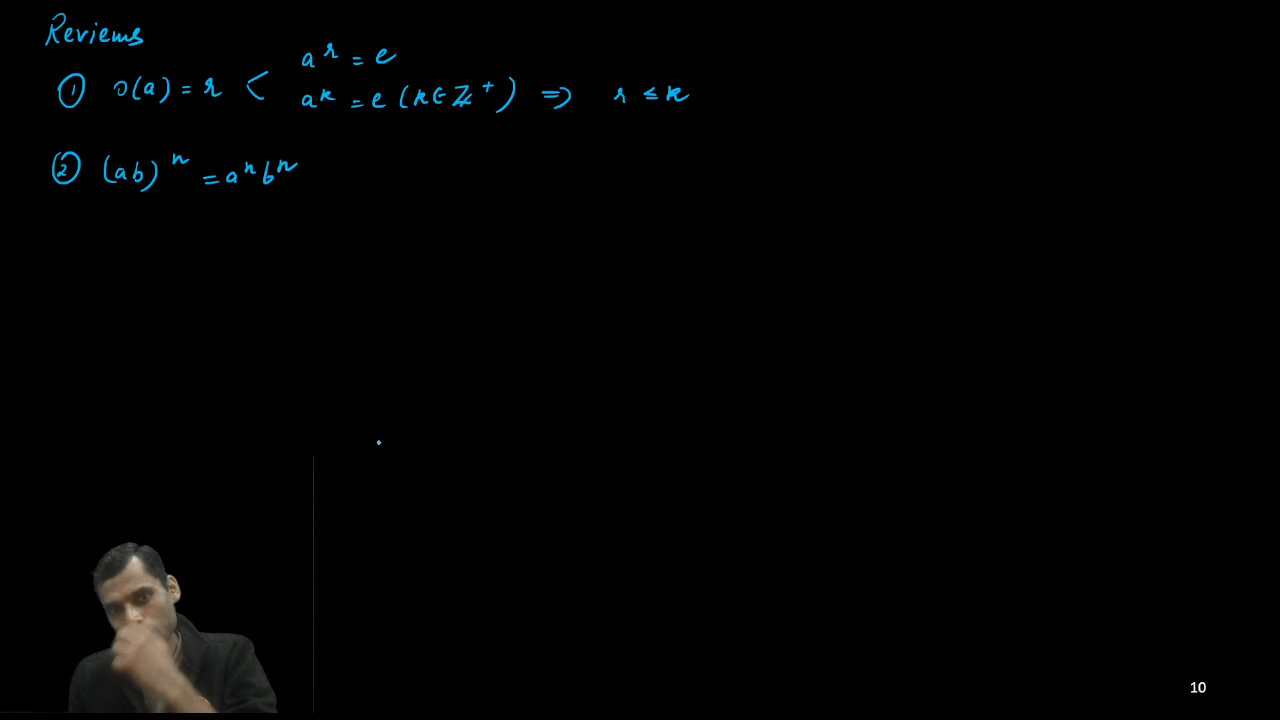 Reviews
① o(a) = r < a^r = e
a^k = e (k ∈ ℤ^+) ⇒ r ≤ k
② (ab)^n = a^n b^n
10